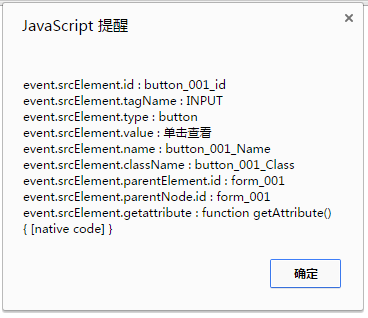 JavaScript 提醒
event.srcElement.id : button_001_id
event.srcElement.tagName : INPUT
event.srcElement.type : button
event.srcElement.value : 单击查看
event.srcElement.name : button_001_Name
event.srcElement.className : button_001_Class
event.srcElement.parentElement.id : form_001
event.srcElement.parentNode.id : form_001
event.srcElement.getattribute : function getAttribute()
{ [native code] }
确定